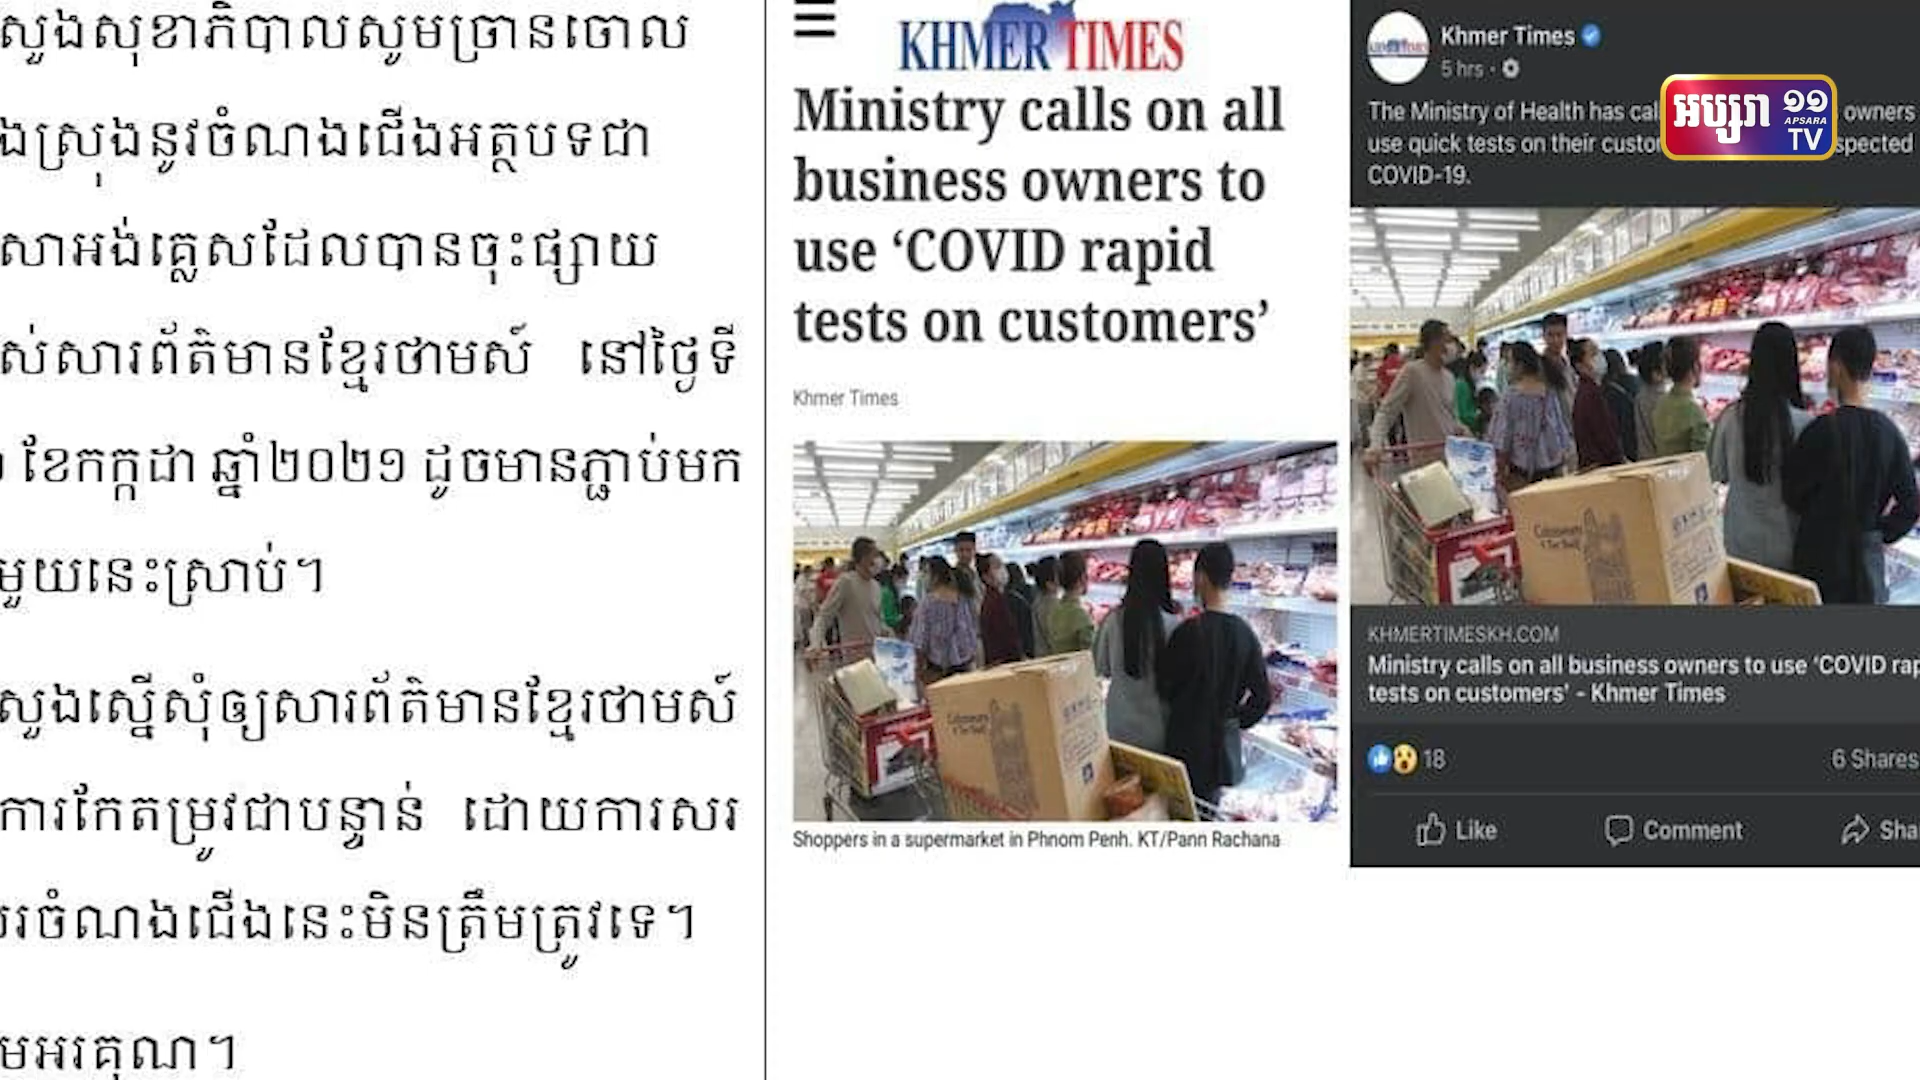 សួងសុខាភិបាលសូមច្រានចោល
ងស្រុងនូវចំណងជើងអត្ថបទជា
សាអង់គ្លេសដែលបានចុះផ្សាយ
ស់សារព័ត៌មានខ្មែរថាមស៍ នៅថ្ងៃទី
ខែកក្កដា ឆ្នាំ២០២១ ដូចមានភ្ជាប់មក
មួយនេះស្រាប់។
សួងស្នើសុំឲ្យសារព័ត៌មានខ្មែរថាមស៍
ការកែតម្រូវជាបន្ទាន់ ដោយការសរ
រចំណងជើងនេះមិនត្រឹមត្រូវទេ។
មអរគុណ។
KHMER TIMES
Ministry calls on all
business owners to
use ‘COVID rapid
tests on customers’
Khmer Times
Shoppers in a supermarket in Phnom Penh. KT/Pann Rachana
Khmer Times
5 hrs
The Ministry of Health has cal owners
use quick tests on their custo spected
COVID-19.
KHMERTIMESKH.COM
Ministry calls on all business owners to use ‘COVID rap
tests on customers' - Khmer Times
18
6 Shares
Like
Comment
Sha
អប្សរា ១១
APSARA
TV